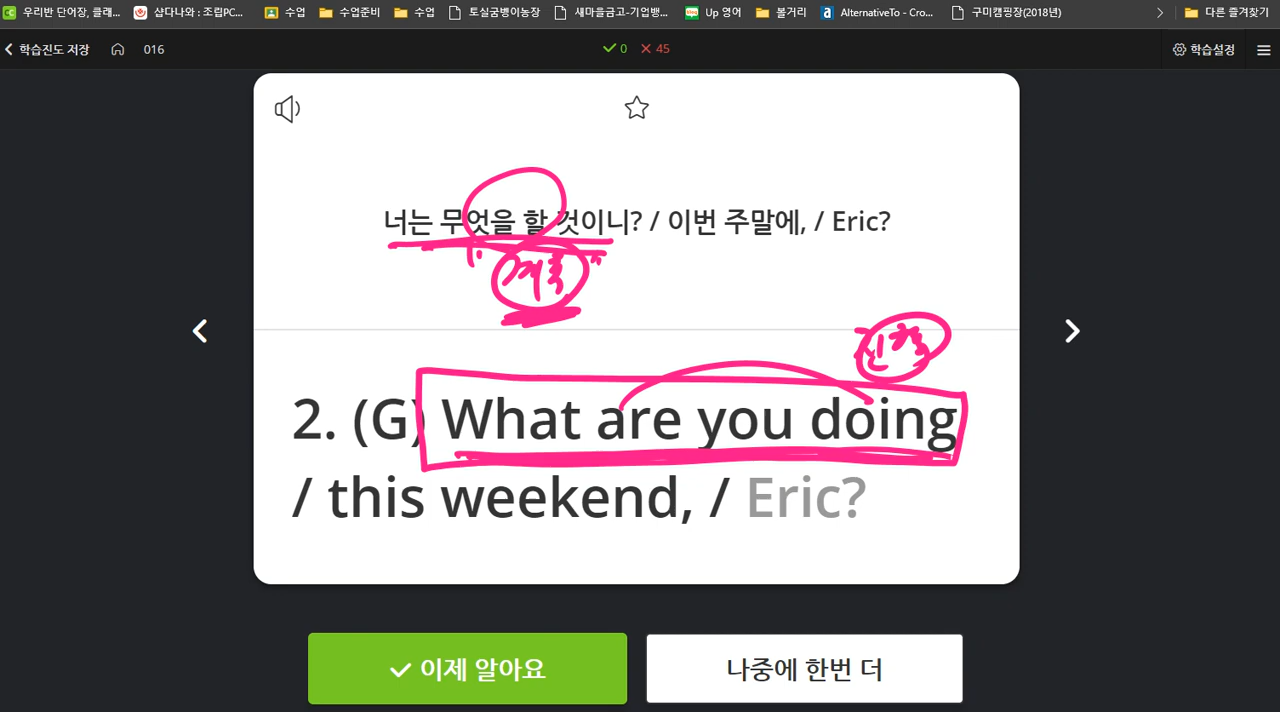 우리반 단어장, 클래... 샵다나와 : 조립PC... 수업 수업준비 수업 토실굼벵이농장 새마을금고-기업뱅... Up 영어 볼거리 AlternativeTo - Cro... 구미캠핑장(2018년) 다른 즐겨찾기
학습진도 저장 016 0 45 학습설정
너는 무엇을 할 것이니? / 이번 주말에, / Eric?
"계획"
2. (G) What are you doing
/ this weekend, / Eric?
이제 알아요 나중에 한번 더